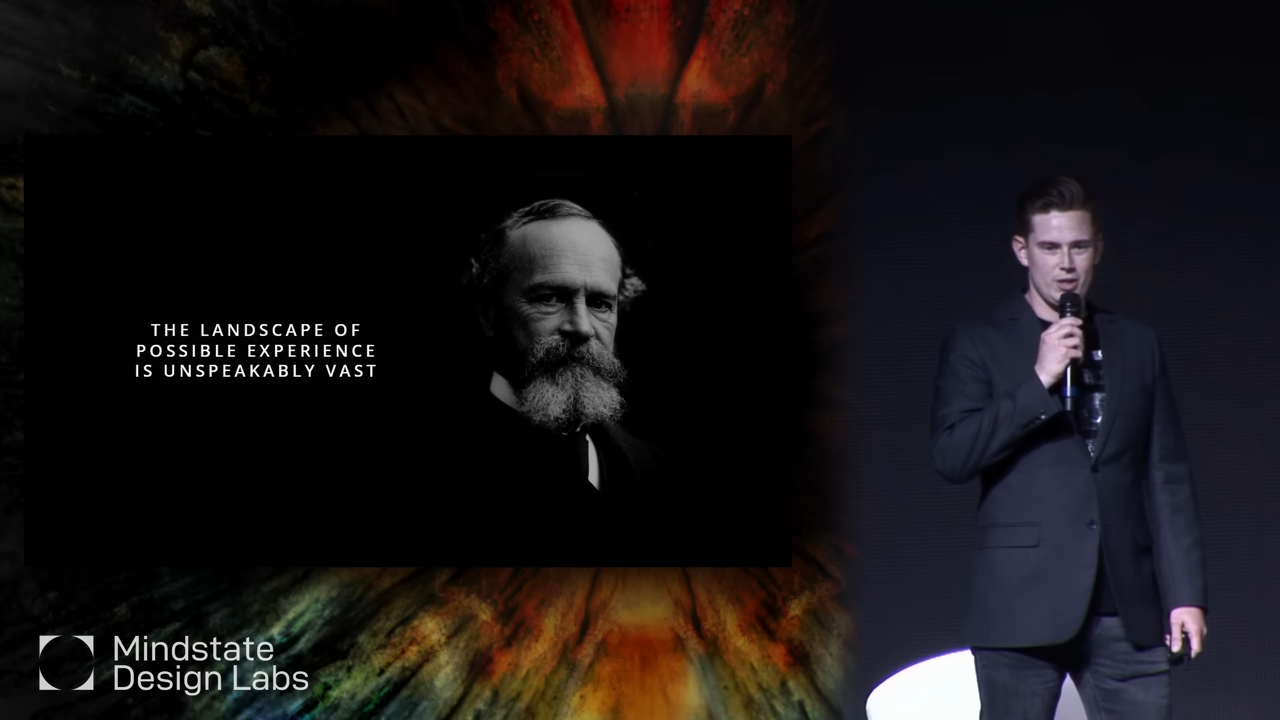 THE LANDSCAPE OF
POSSIBLE EXPERIENCE
IS UNSPEAKABLY VAST
Mindstate
Design Labs